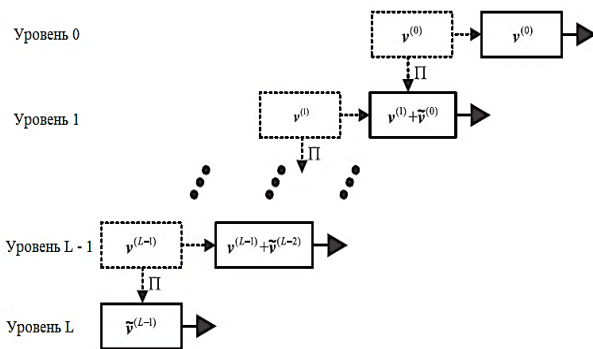 Уровень 0
v⁽⁰⁾
v⁽⁰⁾
П
Уровень 1
v⁽¹⁾
v⁽¹⁾+ṽ⁽⁰⁾
П
Уровень L - 1
v⁽ᴸ⁻¹⁾
v⁽ᴸ⁻¹⁾+ṽ⁽ᴸ⁻²⁾
П
Уровень L
ṽ⁽ᴸ⁻¹⁾